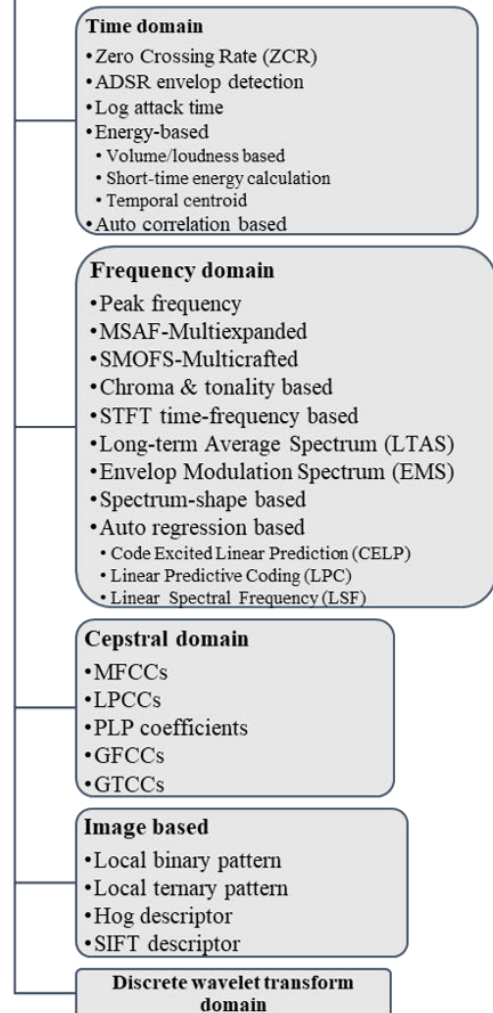 Time domain
•Zero Crossing Rate (ZCR)
•ADSR envelop detection
•Log attack time
•Energy-based
•Volume/loudness based
•Short-time energy calculation
•Temporal centroid
•Auto correlation based
Frequency domain
•Peak frequency
•MSAF-Multiexpanded
•SMOFS-Multicrafted
•Chroma & tonality based
•STFT time-frequency based
•Long-term Average Spectrum (LTAS)
•Envelop Modulation Spectrum (EMS)
•Spectrum-shape based
•Auto regression based
•Code Excited Linear Prediction (CELP)
•Linear Predictive Coding (LPC)
•Linear Spectral Frequency (LSF)
Cepstral domain
•MFCCs
•LPCCs
•PLP coefficients
•GFCCs
•GTCCs
Image based
•Local binary pattern
•Local ternary pattern
•Hog descriptor
•SIFT descriptor
Discrete wavelet transform
domain